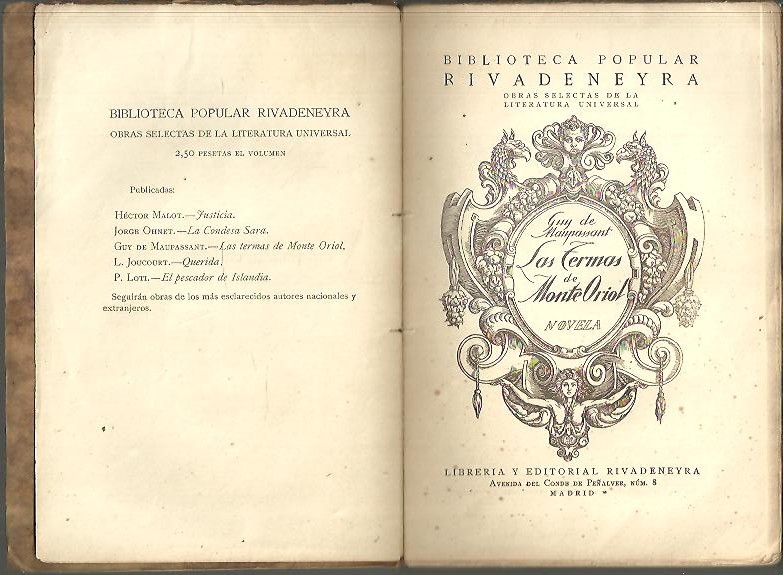 BIBLIOTECA POPULAR RIVADENEYRA
OBRAS SELECTAS DE LA LITERATURA UNIVERSAL
2,50 PESETAS EL VOLUMEN
Publicadas:
HÉCTOR MALOT.—Justicia.
JORGE OHNET.—La Condesa Sara.
GUY DE MAUPASSANT.—Las termas de Monte Oriol.
L. JOUCOURT.—Querida.
P. LOTI.—El pescador de Islandia.
Seguirán obras de los más esclarecidos autores nacionales y
extranjeros.
BIBLIOTECA POPULAR
RIVADENEYRA
OBRAS SELECTAS DE LA
LITERATURA UNIVERSAL
Guy de
Maupassant
Las Termas
de
Monte Oriol
NOVELA
LIBRERIA Y EDITORIAL RIVADENEYRA
AVENIDA DEL CONDE DE PEÑALVER, NÚM. 8
MADRID